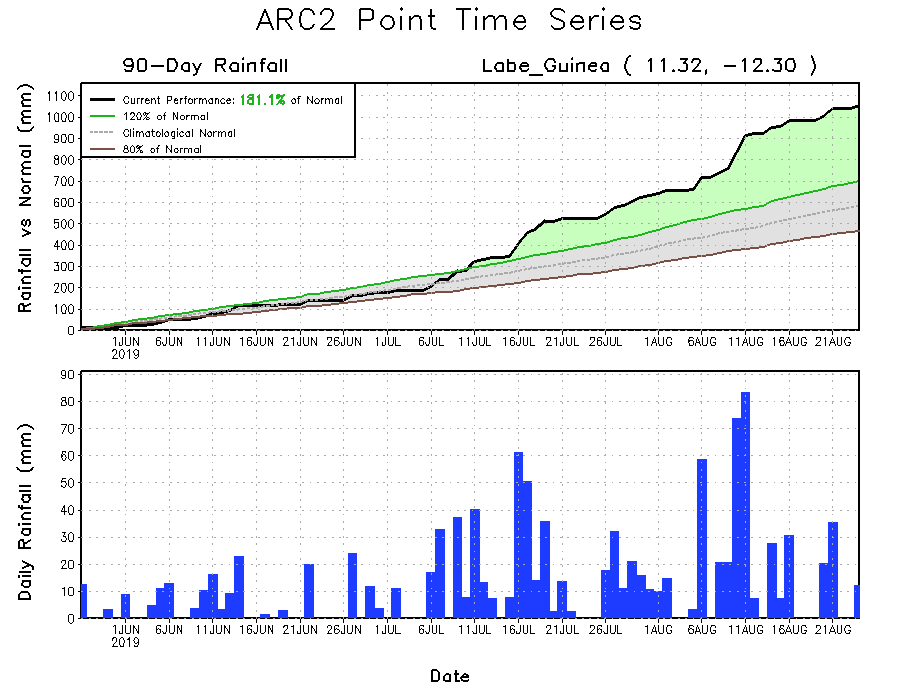 ARC2 Point Time Series
90-Day Rainfall
Labe_Guinea ( 11.32, -12.30 )
Rainfall vs Normal (mm)
1100
1000
900
800
700
600
500
400
300
200
100
0
Current Performance: 181.1% of Normal
120% of Normal
Climatological Normal
80% of Normal
1JUN 6JUN 11JUN 16JUN 21JUN 26JUN 1JUL 6JUL 11JUL 16JUL 21JUL 26JUL 1AUG 6AUG 11AUG 16AUG 21AUG
2019
Daily Rainfall (mm)
90
80
70
60
50
40
30
20
10
0
1JUN 6JUN 11JUN 16JUN 21JUN 26JUN 1JUL 6JUL 11JUL 16JUL 21JUL 26JUL 1AUG 6AUG 11AUG 16AUG 21AUG
2019
Date